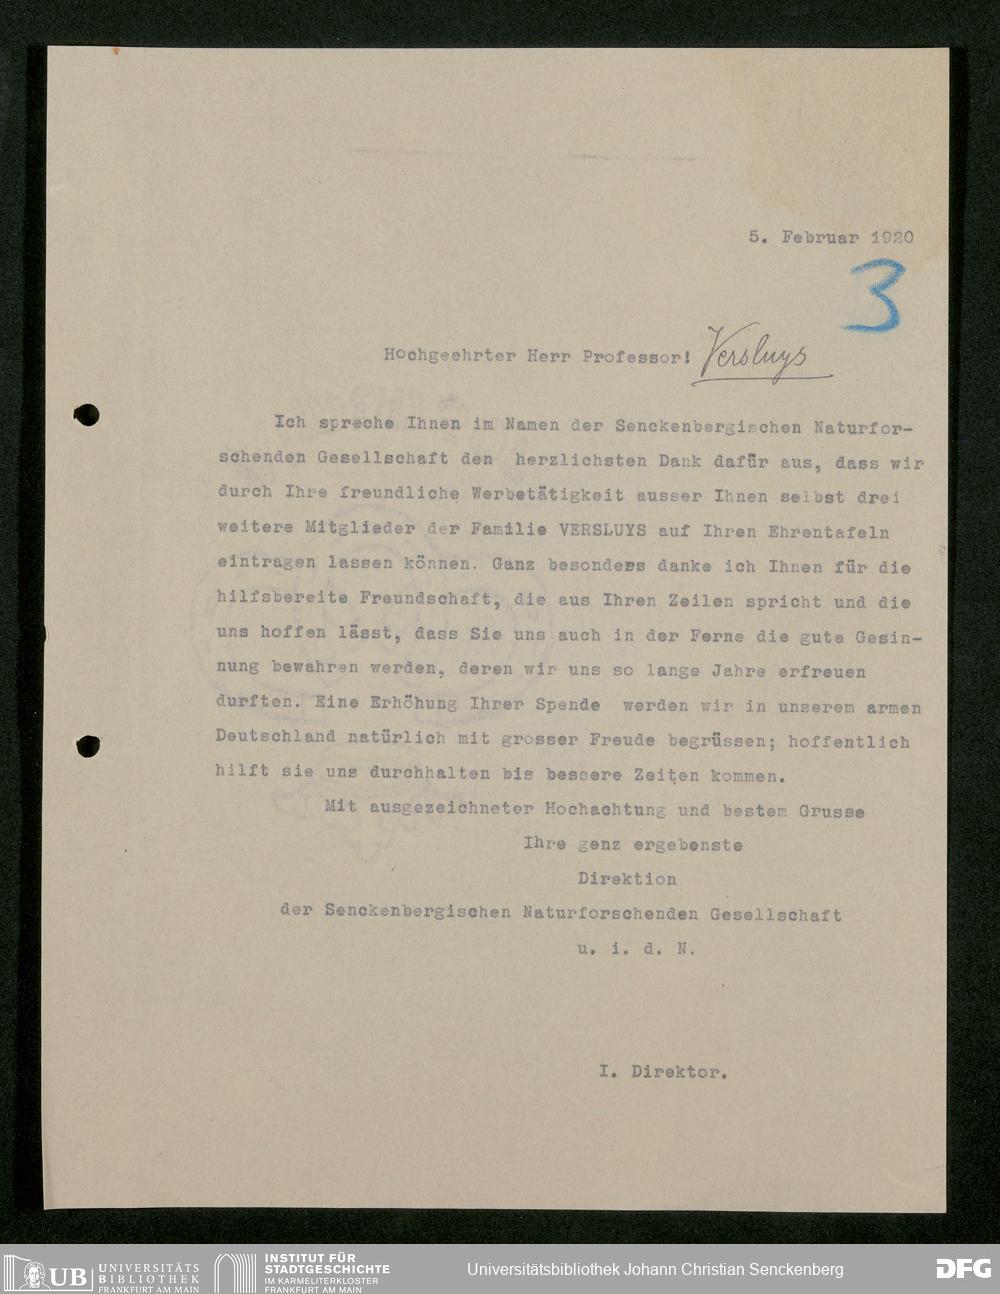 5. Februar 1920
3
Hochgeehrter Herr Professor! Versluys
Ich spreche Ihnen im Namen der Senckenbergischen Naturfor-
schenden Gesellschaft den herzlichsten Dank dafür aus, dass wir
durch Ihre freundliche Werbetätigkeit ausser Ihnen selbst drei
weitere Mitglieder der Familie VERSLUYS auf Ihren Ehrentafeln
eintragen lassen können. Ganz besonders danke ich Ihnen für die
hilfsbereite Freundschaft, die aus Ihren Zeilen spricht und die
uns hoffen lässt, dass Sie uns auch in der Ferne die gute Gesin-
nung bewahren werden, deren wir uns so lange Jahre erfreuen
durften. Eine Erhöhung Ihrer Spende werden wir in unserem armen
Deutschland natürlich mit grosser Freude begrüssen; hoffentlich
hilft sie uns durchhalten bis bessere Zeiten kommen.
Mit ausgezeichneter Hochachtung und bestem Grusse
Ihre ganz ergebenste
Direktion
der Senckenbergischen Naturforschenden Gesellschaft
u. i. d. N.
I. Direktor.
UB UNIVERSITÄTS
BIBLIOTHEK
FRANKFURT AM MAIN
INSTITUT FÜR
STADTGESCHICHTE
IM KARMELITERKLOSTER
FRANKFURT AM MAIN
Universitätsbibliothek Johann Christian Senckenberg
DFG